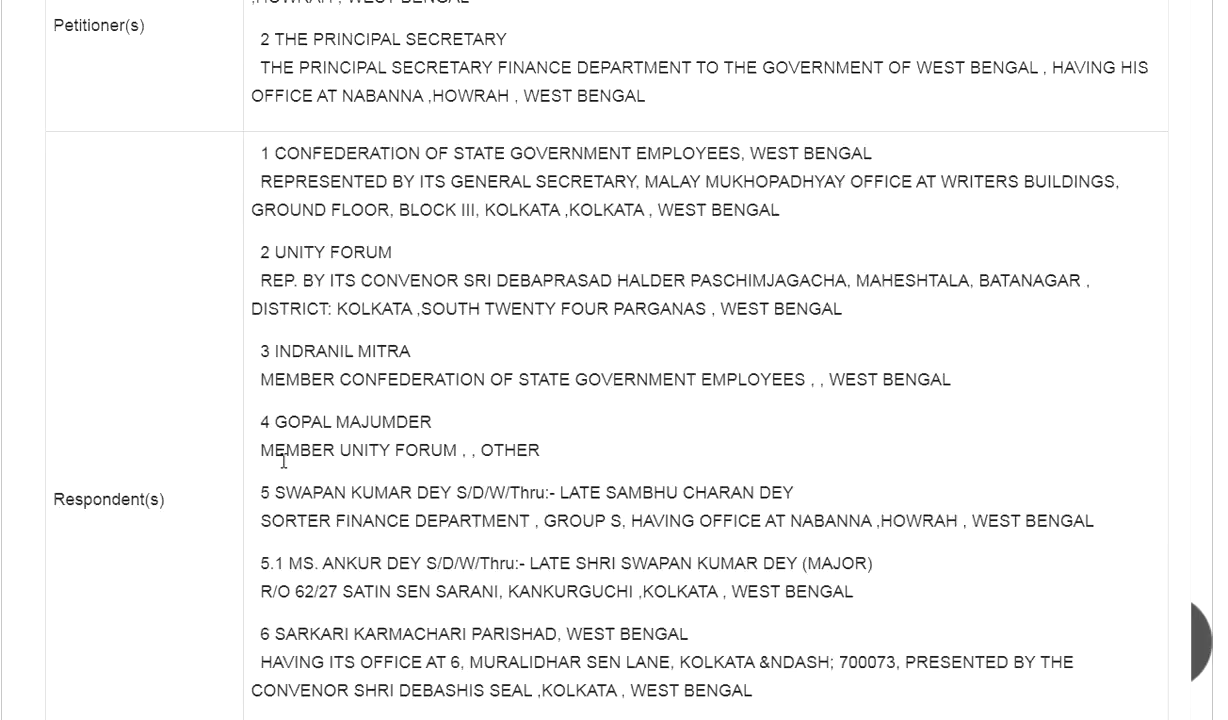 ,HOWRAH , WEST BENGAL
Petitioner(s)
2 THE PRINCIPAL SECRETARY
THE PRINCIPAL SECRETARY FINANCE DEPARTMENT TO THE GOVERNMENT OF WEST BENGAL , HAVING HIS
OFFICE AT NABANNA ,HOWRAH , WEST BENGAL
1 CONFEDERATION OF STATE GOVERNMENT EMPLOYEES, WEST BENGAL
REPRESENTED BY ITS GENERAL SECRETARY, MALAY MUKHOPADHYAY OFFICE AT WRITERS BUILDINGS,
GROUND FLOOR, BLOCK III, KOLKATA ,KOLKATA , WEST BENGAL
2 UNITY FORUM
REP. BY ITS CONVENOR SRI DEBAPRASAD HALDER PASCHIMJAGACHA, MAHESHTALA, BATANAGAR ,
DISTRICT: KOLKATA ,SOUTH TWENTY FOUR PARGANAS , WEST BENGAL
3 INDRANIL MITRA
MEMBER CONFEDERATION OF STATE GOVERNMENT EMPLOYEES , , WEST BENGAL
4 GOPAL MAJUMDER
MEMBER UNITY FORUM , , OTHER
Respondent(s)
5 SWAPAN KUMAR DEY S/D/W/Thru:- LATE SAMBHU CHARAN DEY
SORTER FINANCE DEPARTMENT , GROUP S, HAVING OFFICE AT NABANNA ,HOWRAH , WEST BENGAL
5.1 MS. ANKUR DEY S/D/W/Thru:- LATE SHRI SWAPAN KUMAR DEY (MAJOR)
R/O 62/27 SATIN SEN SARANI, KANKURGUCHI ,KOLKATA , WEST BENGAL
6 SARKARI KARMACHARI PARISHAD, WEST BENGAL
HAVING ITS OFFICE AT 6, MURALIDHAR SEN LANE, KOLKATA &NDASH; 700073, PRESENTED BY THE
CONVENOR SHRI DEBASHIS SEAL ,KOLKATA , WEST BENGAL